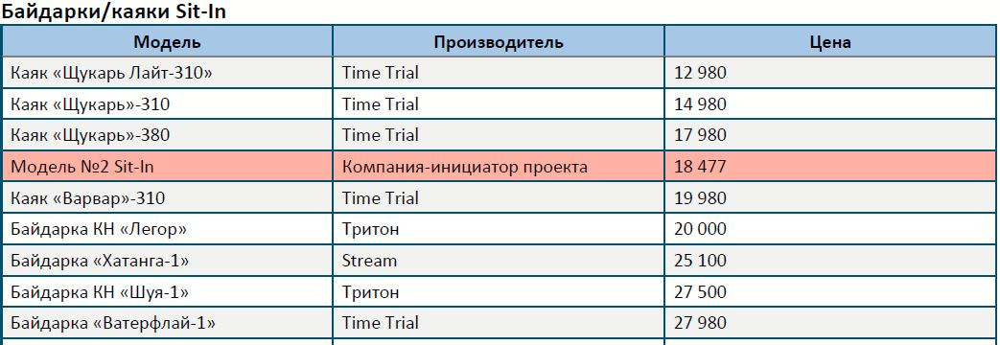 Байдарки/каяки Sit-In
Модель Производитель Цена
Каяк «Щукарь Лайт-310» Time Trial 12 980
Каяк «Щукарь»-310 Time Trial 14 980
Каяк «Щукарь»-380 Time Trial 17 980
Модель №2 Sit-In Компания-инициатор проекта 18 477
Каяк «Варвар»-310 Time Trial 19 980
Байдарка КН «Легор» Тритон 20 000
Байдарка «Хатанга-1» Stream 25 100
Байдарка КН «Шуя-1» Тритон 27 500
Байдарка «Ватерфлай-1» Time Trial 27 980